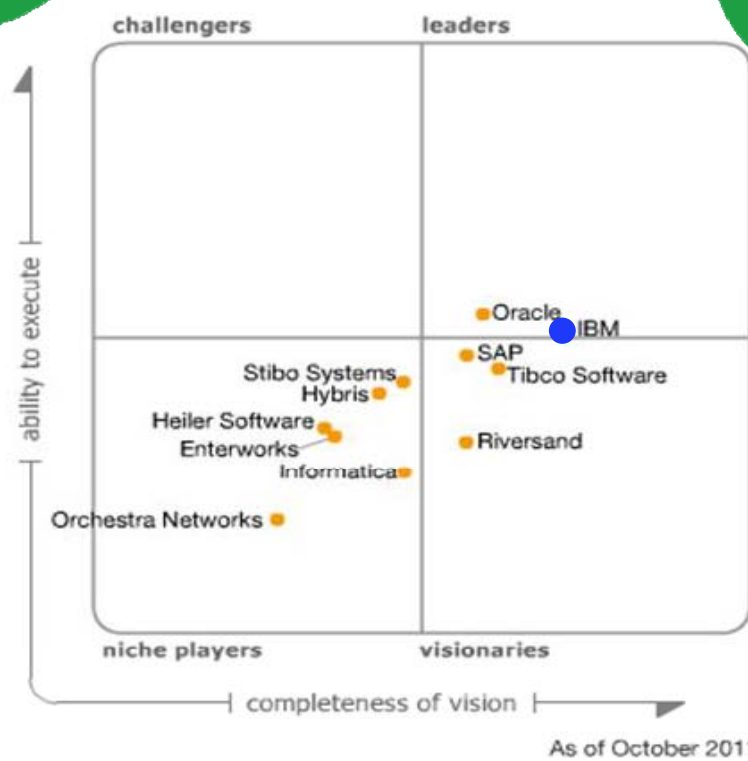 challengers
leaders
ability to execute
Oracle
IBM
SAP
Stibo Systems
Tibco Software
Hybris
Heiler Software
Enterworks
Riversand
Informatica
Orchestra Networks
niche players
visionaries
completeness of vision
As of October 201